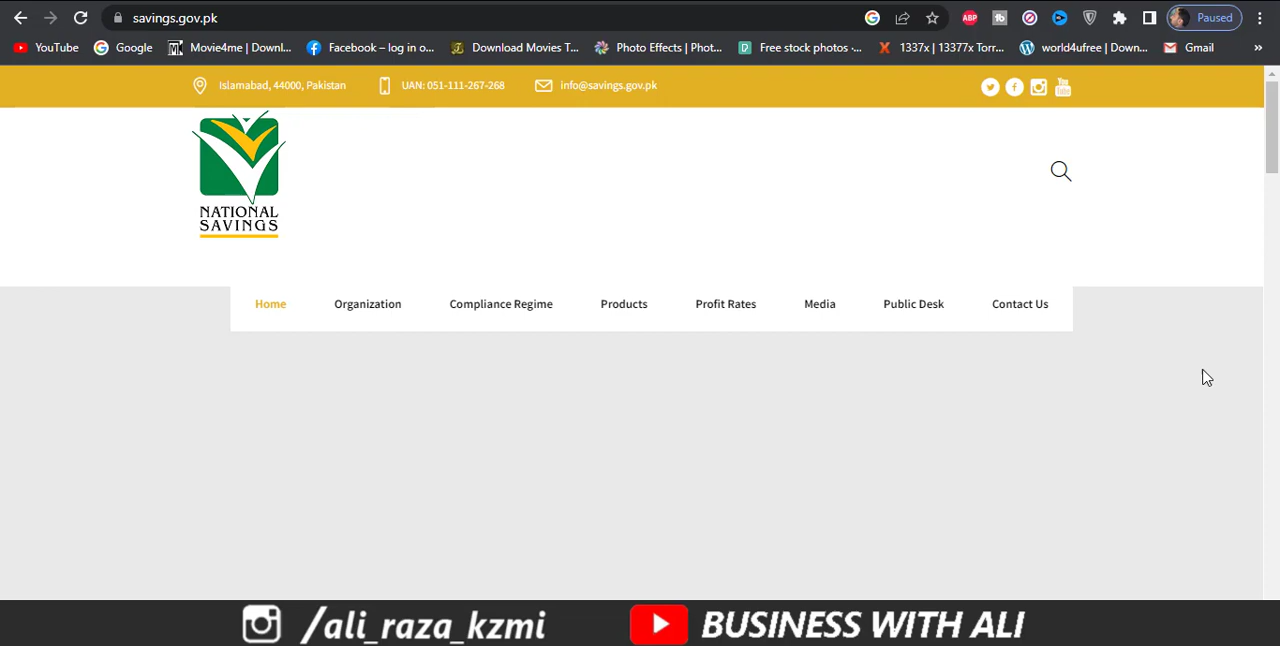 savings.gov.pk
ABP
tb
Paused
YouTube
Google
Movie4me | Downl...
Facebook – log in o...
Download Movies T...
Photo Effects | Phot...
Free stock photos -...
1337x | 13377x Torr...
world4ufree | Down...
Gmail
»
Islamabad, 44000, Pakistan
UAN: 051-111-267-268
info@savings.gov.pk
NATIONAL
SAVINGS
Home
Organization
Compliance Regime
Products
Profit Rates
Media
Public Desk
Contact Us
/ali_raza_kzmi
BUSINESS WITH ALI